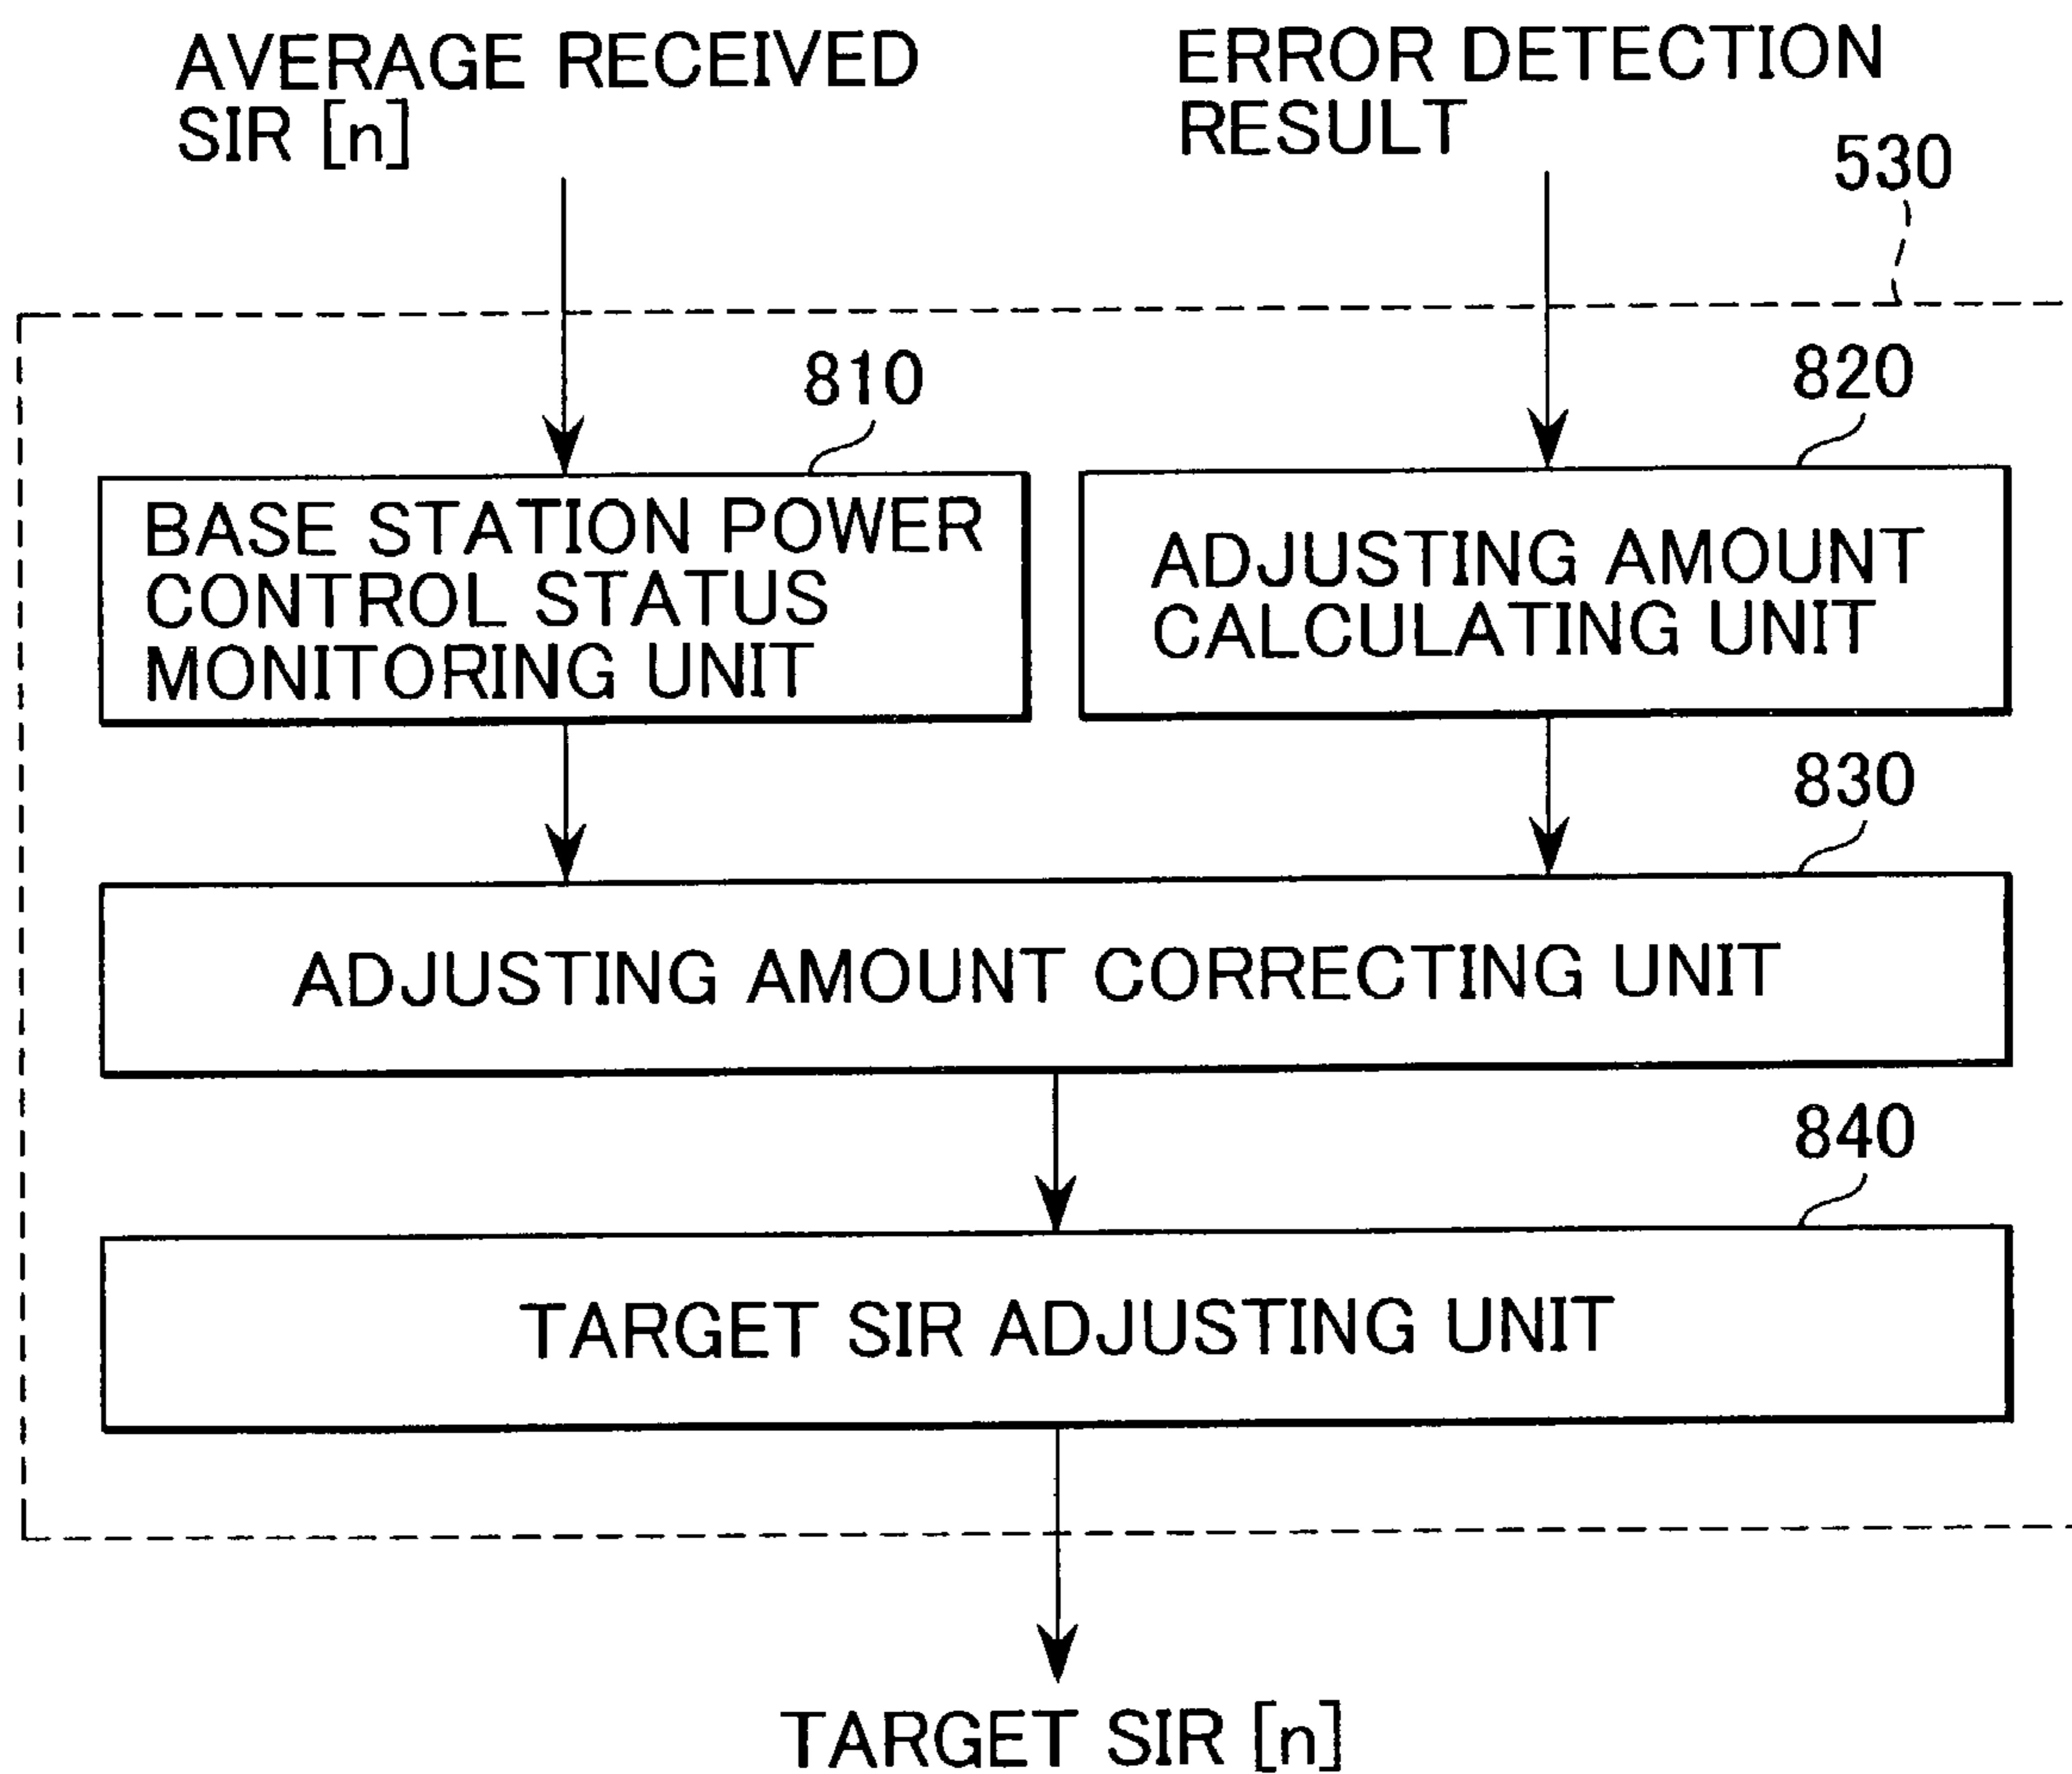 AVERAGE RECEIVED
SIR [n]
ERROR DETECTION
RESULT
530
810
820
BASE STATION POWER
CONTROL STATUS
MONITORING UNIT
ADJUSTING AMOUNT
CALCULATING UNIT
830
ADJUSTING AMOUNT CORRECTING UNIT
840
TARGET SIR ADJUSTING UNIT
TARGET SIR [n]